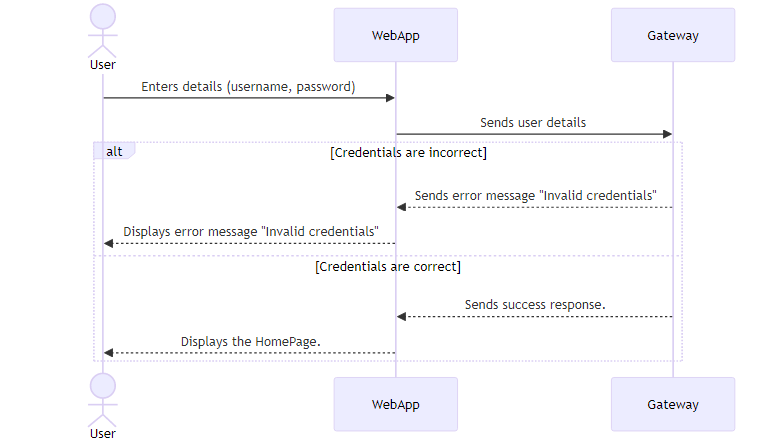 User
WebApp
Gateway
Enters details (username, password)
Sends user details
alt
[Credentials are incorrect]
Sends error message "Invalid credentials"
Displays error message "Invalid credentials"
[Credentials are correct]
Sends success response.
Displays the HomePage.
User
WebApp
Gateway